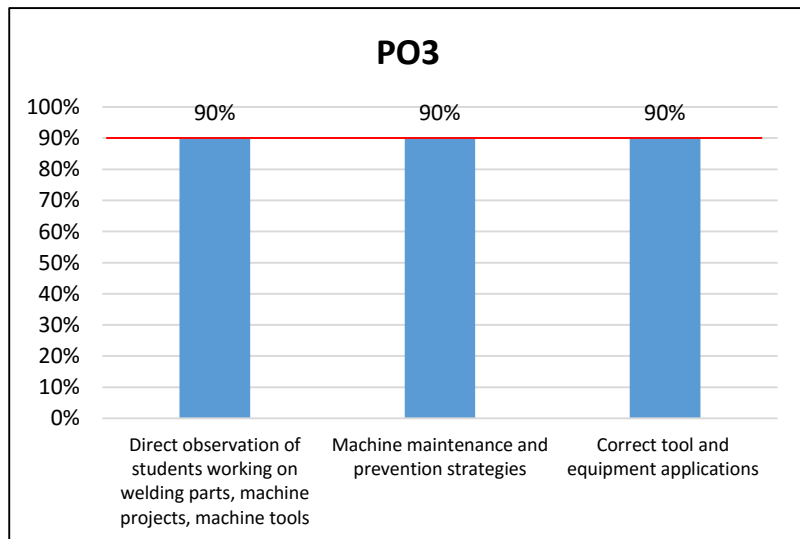 PO3
90% 90% 90%
100%
90%
80%
70%
60%
50%
40%
30%
20%
10%
0%
Direct observation of
students working on
welding parts, machine
projects, machine tools
Machine maintenance and
prevention strategies
Correct tool and
equipment applications